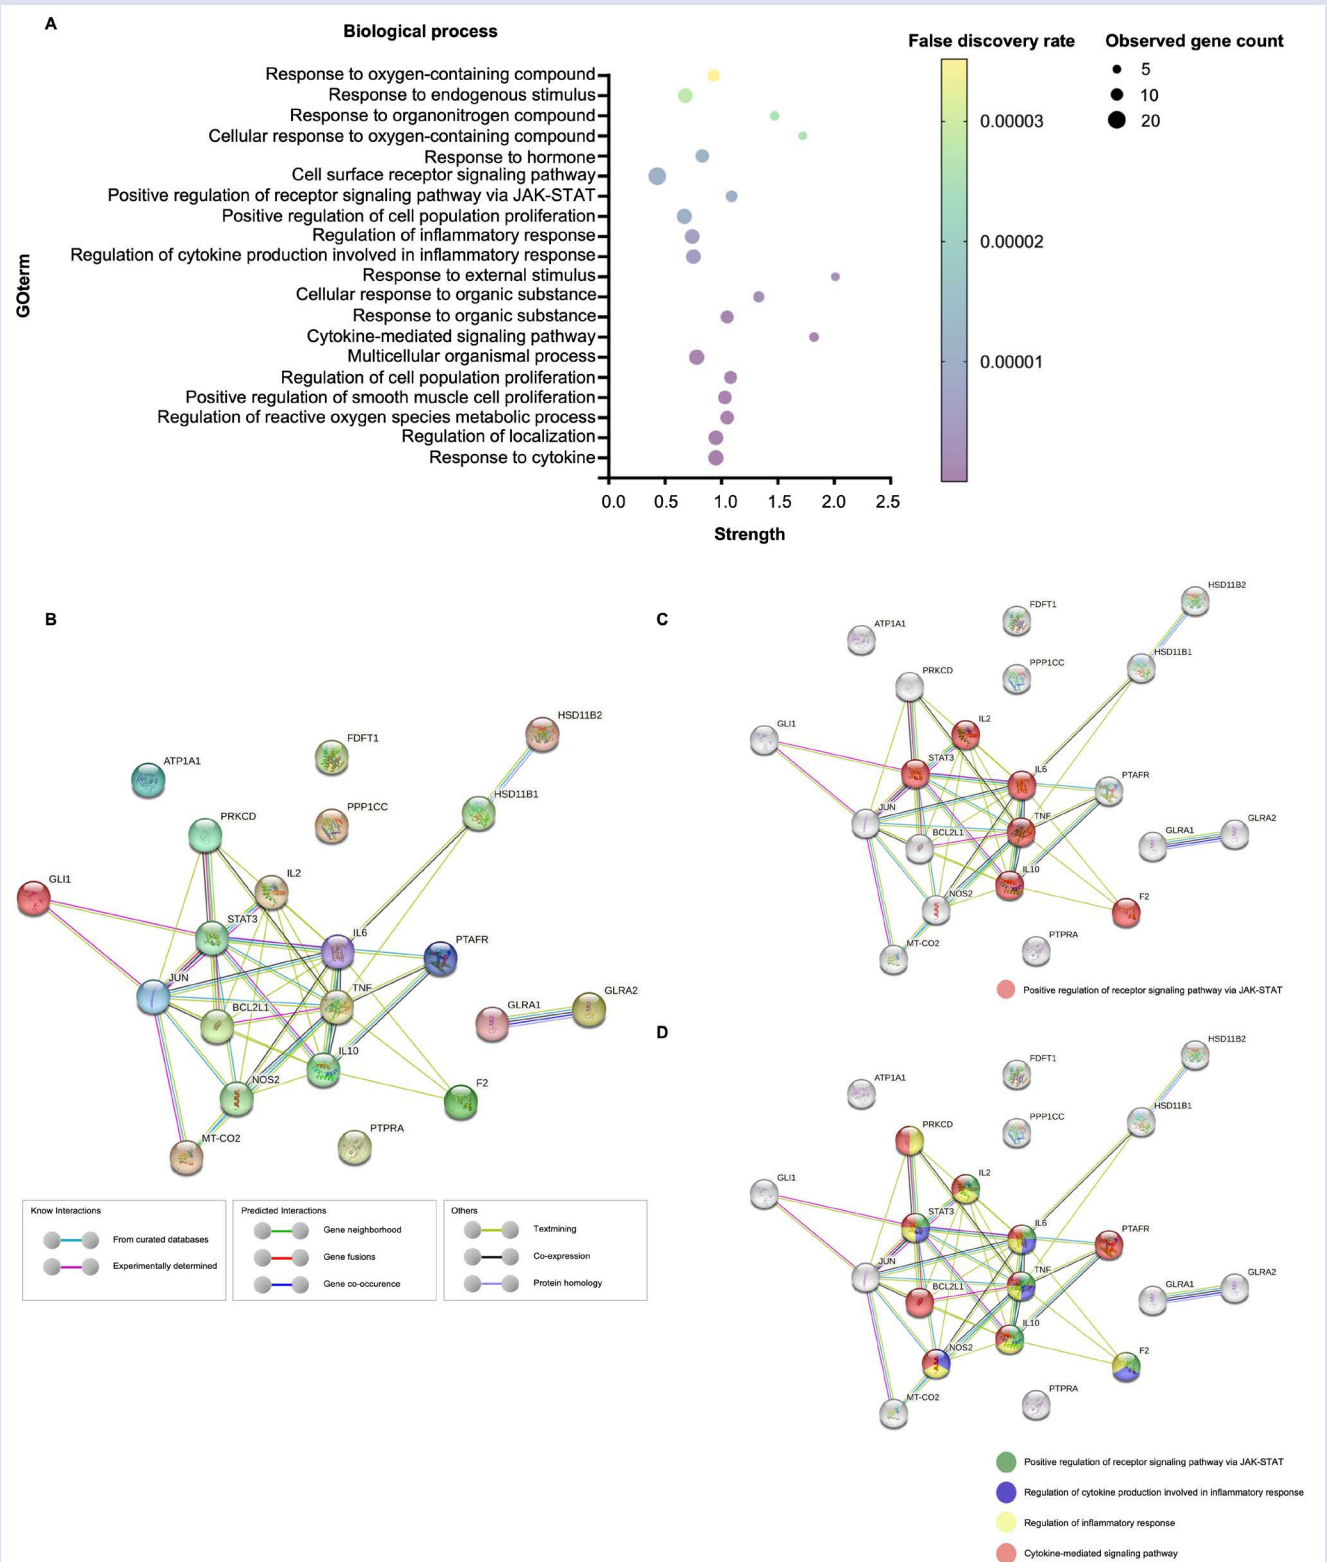 A
Biological process
False discovery rate
Observed gene count
5
10
20
0.00003
0.00002
0.00001
GOterm
Response to oxygen-containing compound
Response to endogenous stimulus
Response to organonitrogen compound
Cellular response to oxygen-containing compound
Response to hormone
Cell surface receptor signaling pathway
Positive regulation of receptor signaling pathway via JAK-STAT
Positive regulation of cell population proliferation
Regulation of inflammatory response
Regulation of cytokine production involved in inflammatory response
Response to external stimulus
Cellular response to organic substance
Response to organic substance
Cytokine-mediated signaling pathway
Multicellular organismal process
Regulation of cell population proliferation
Positive regulation of smooth muscle cell proliferation
Regulation of reactive oxygen species metabolic process
Regulation of localization
Response to cytokine
0.0 0.5 1.0 1.5 2.0 2.5
Strength
B
HSD11B2
FDFT1
ATP1A1
HSD11B1
PPP1CC
PRKCD
IL2
GLI1
STAT3
IL6
PTAFR
JUN
TNF
GLRA2
BCL2L1
GLRA1
IL10
NOS2
F2
PTPRA
MT-CO2
Know Interactions
From curated databases
Experimentally determined
Predicted Interactions
Gene neighborhood
Gene fusions
Gene co-occurence
Others
Textmining
Co-expression
Protein homology
C
HSD11B2
FDFT1
ATP1A1
HSD11B1
PPP1CC
PRKCD
IL2
GLI1
STAT3
IL6
PTAFR
JUN
TNF
GLRA2
GLRA1
BCL2L1
IL10
NOS2
F2
PTPRA
MT-CO2
Positive regulation of receptor signaling pathway via JAK-STAT
D
HSD11B2
FDFT1
ATP1A1
HSD11B1
PPP1CC
PRKCD
IL2
GLI1
STAT3
IL6
PTAFR
JUN
TNF
GLRA2
GLRA1
BCL2L1
IL10
NOS2
F2
PTPRA
MT-CO2
Positive regulation of receptor signaling pathway via JAK-STAT
Regulation of cytokine production involved in inflammatory response
Regulation of inflammatory response
Cytokine-mediated signaling pathway